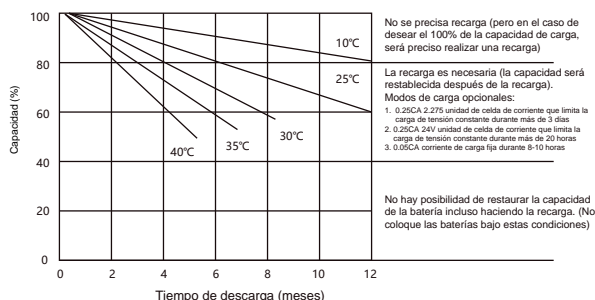 100
80
60
40
20
0
Capacidad (%)
0
2
4
6
8
10
12
Tiempo de descarga (meses)
10℃
25℃
30℃
35℃
40℃
No se precisa recarga (pero en el caso de
desear el 100% de la capacidad de carga,
será preciso realizar una recarga)
La recarga es necesaria (la capacidad será
restablecida después de la recarga).
Modos de carga opcionales:
1. 0.25CA 2.275 unidad de celda de corriente que limita la
carga de tensión constante durante más de 3 días
2. 0.25CA 24V unidad de celda de corriente que limita la
carga de tensión constante durante más de 20 horas
3. 0.05CA corriente de carga fija durante 8-10 horas
No hay posibilidad de restaurar la capacidad
de la batería incluso haciendo la recarga. (No
coloque las baterías bajo estas condiciones)